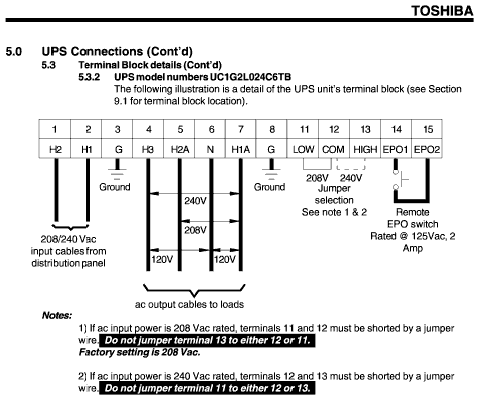 TOSHIBA
5.0 UPS Connections (Cont'd)
5.3 Terminal Block details (Cont'd)
5.3.2 UPS model numbers UC1G2L024C6TB
The following illustration is a detail of the UPS unit's terminal block (see Section
9.1 for terminal block location).
1 2 3 4 5 6 7 8 11 12 13 14 15
H2 H1 G H3 H2A N H1A G LOW COM HIGH EPO1 EPO2
208V 240V
Ground
Ground
Jumper
selection
See note 1 & 2
240V
208V
120V
120V
208/240 Vac
input cables from
distribution panel
Remote
EPO switch
Rated @ 125Vac, 2
Amp
ac output cables to loads
Notes:
1) If ac input power is 208 Vac rated, terminals 11 and 12 must be shorted by a jumper
wire. Do not jumper terminal 13 to either 12 or 11.
Factory setting is 208 Vac.
2) If ac input power is 240 Vac rated, terminals 12 and 13 must be shorted by a jumper
wire. Do not jumper terminal 11 to either 12 or 13.